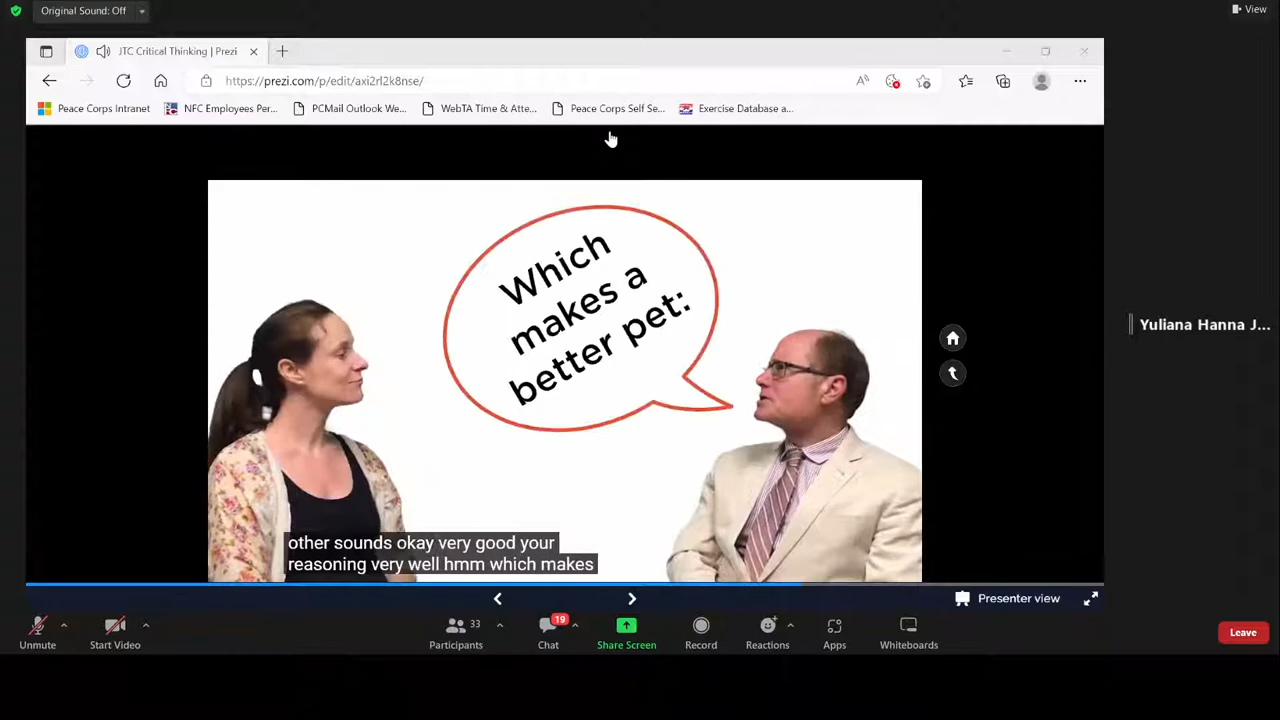 Original Sound: Off
View
JTC Critical Thinking | Prezi
https://prezi.com/p/edit/axi2rl2k8nse/
Peace Corps Intranet
NFC Employees Per...
PCMail Outlook We...
WebTA Time & Atte...
Peace Corps Self Se...
Exercise Database a...
Which
makes a
better pet:
Yuliana Hanna J...
other sounds okay very good your
reasoning very well hmm which makes
Presenter view
Unmute
Start Video
Participants
33
Chat
19
Share Screen
Record
Reactions
Apps
Whiteboards
Leave